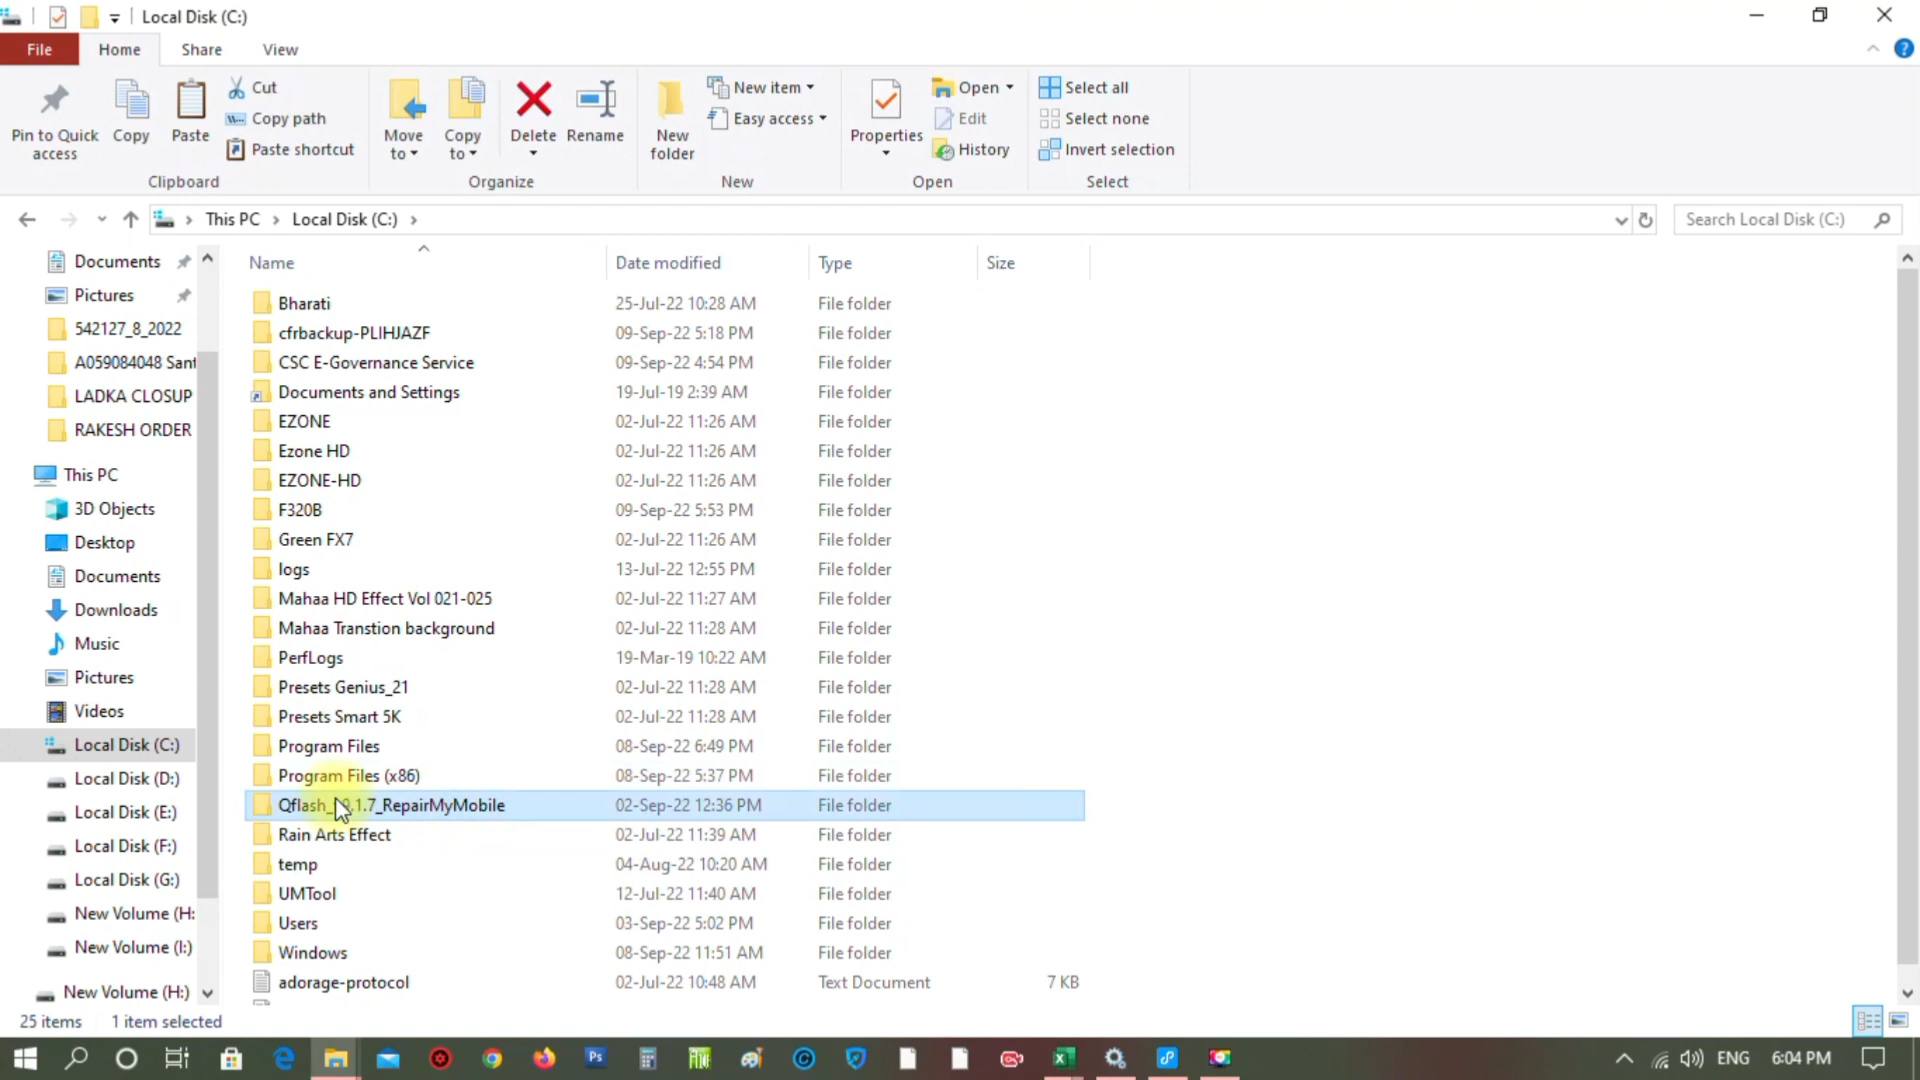 Local Disk (C:)
File Home Share View
Pin to Quick access
Copy
Paste
Cut
Copy path
Paste shortcut
Move to
Copy to
Delete
Rename
New folder
New item
Easy access
Properties
Open
Edit
History
Select all
Select none
Invert selection
Clipboard Organize New Open Select
This PC Local Disk (C:)
Search Local Disk (C:)
Documents
Pictures
542127_8_2022
A059084048 Sant
LADKA CLOSUP
RAKESH ORDER
This PC
3D Objects
Desktop
Documents
Downloads
Music
Pictures
Videos
Local Disk (C:)
Local Disk (D:)
Local Disk (E:)
Local Disk (F:)
Local Disk (G:)
New Volume (H:
New Volume (I:)
New Volume (H:)
Name Date modified Type Size
Bharati 25-Jul-22 10:28 AM File folder
cfrbackup-PLIHJAZF 09-Sep-22 5:18 PM File folder
CSC E-Governance Service 09-Sep-22 4:54 PM File folder
Documents and Settings 19-Jul-19 2:39 AM File folder
EZONE 02-Jul-22 11:26 AM File folder
Ezone HD 02-Jul-22 11:26 AM File folder
EZONE-HD 02-Jul-22 11:26 AM File folder
F320B 09-Sep-22 5:53 PM File folder
Green FX7 02-Jul-22 11:26 AM File folder
logs 13-Jul-22 12:55 PM File folder
Mahaa HD Effect Vol 021-025 02-Jul-22 11:27 AM File folder
Mahaa Transtion background 02-Jul-22 11:28 AM File folder
PerfLogs 19-Mar-19 10:22 AM File folder
Presets Genius_21 02-Jul-22 11:28 AM File folder
Presets Smart 5K 02-Jul-22 11:28 AM File folder
Program Files 08-Sep-22 6:49 PM File folder
Program Files (x86) 08-Sep-22 5:37 PM File folder
02-Sep-22 12:36 PM File folder
Rain Arts Effect 02-Jul-22 11:39 AM File folder
temp 04-Aug-22 10:20 AM File folder
UMTool 12-Jul-22 11:40 AM File folder
Users 03-Sep-22 5:02 PM File folder
Windows 08-Sep-22 11:51 AM File folder
adorage-protocol 02-Jul-22 10:48 AM Text Document 7 KB
25 items 1 item selected
Ps
ENG 6:04 PM